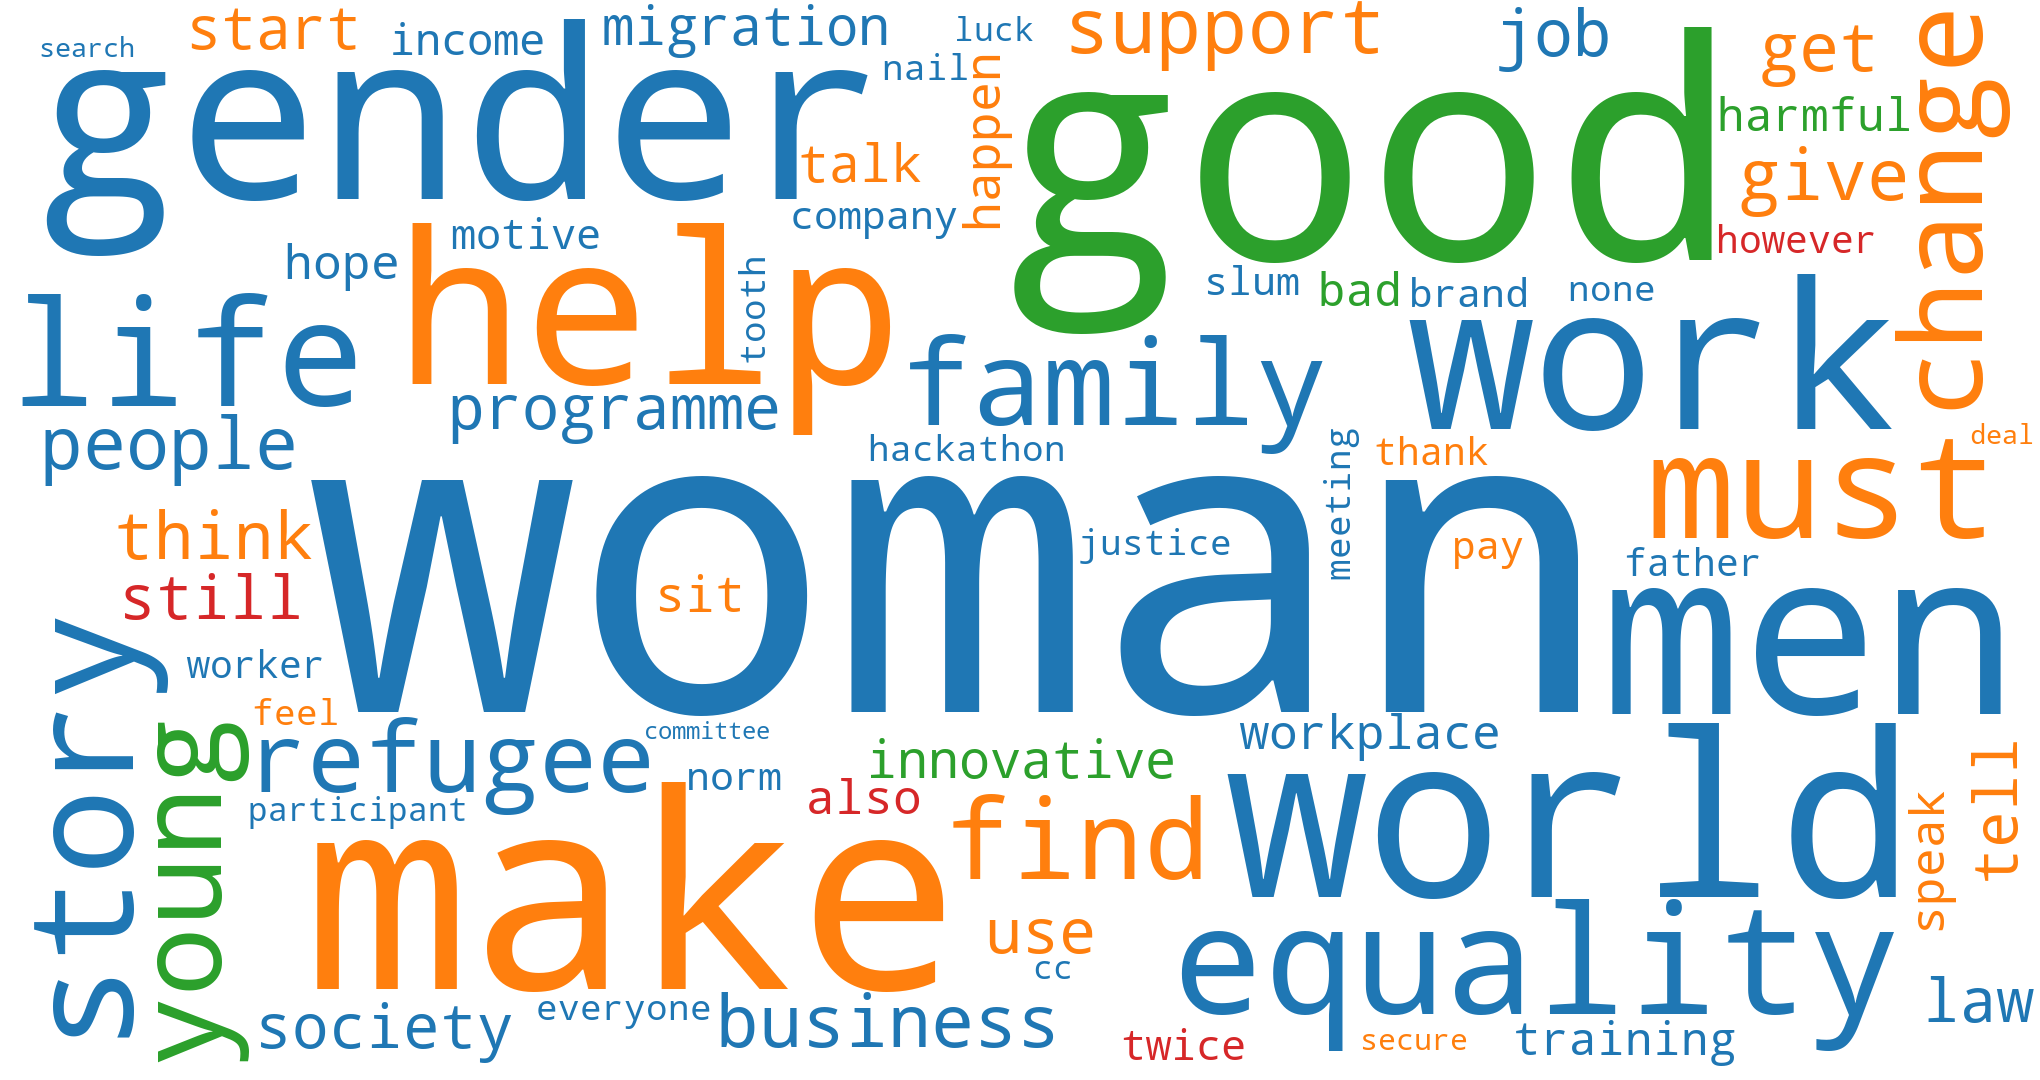 search
start
income
migration
luck
support
job
get
change
gender
nail
happen
good
harmful
talk
give
company
however
motive
hope
help
tooth
slum
bad
brand
none
life
family
work
programme
people
hackathon
meeting
thank
must
deal
woman
think
justice
pay
father
still
sit
men
story
worker
feel
young
refugee
committee
norm
innovative
workplace
world
tell
participant
also
make
find
speak
use
cc
equality
society
everyone
business
twice
secure
training
law